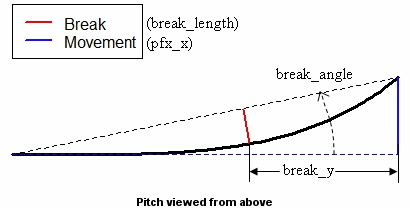 Break (break_length)
Movement (pfx_x)
break_angle
break_y
Pitch viewed from above